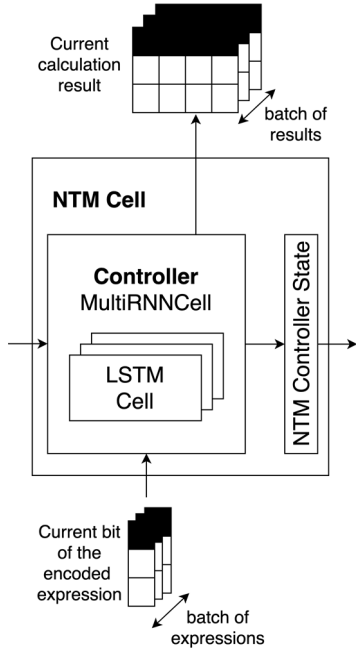 Current
calculation
result
batch of
results
NTM Cell
Controller
MultiRNNCell
LSTM
Cell
NTM Controller State
Current bit
of the
encoded
expression
batch of
expressions